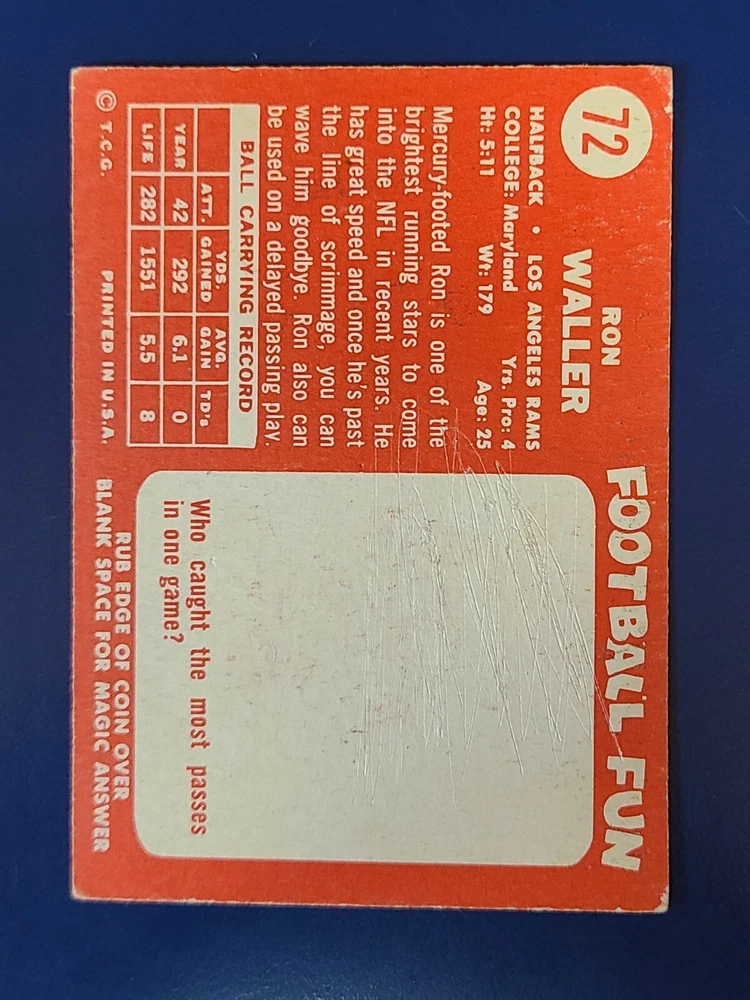 72
RON
WALLER
HALFBACK • LOS ANGELES RAMS
COLLEGE: Maryland Yrs. Pro: 4
Ht: 5:11 Wt: 179 Age: 25
Mercury-footed Ron is one of the
brightest running stars to come
into the NFL in recent years. He
has great speed and once he's past
the line of scrimmage, you can
wave him goodbye. Ron also can
be used on a delayed passing play.
BALL CARRYING RECORD
ATT. YDS. GAINED AVG. GAIN TD's
YEAR 42 292 6.1 0
LIFE 282 1551 5.5 8
© T.C.G. PRINTED IN U.S.A.
FOOTBALL FUN
Who caught the most passes
in one game?
RUB EDGE OF COIN OVER
BLANK SPACE FOR MAGIC ANSWER